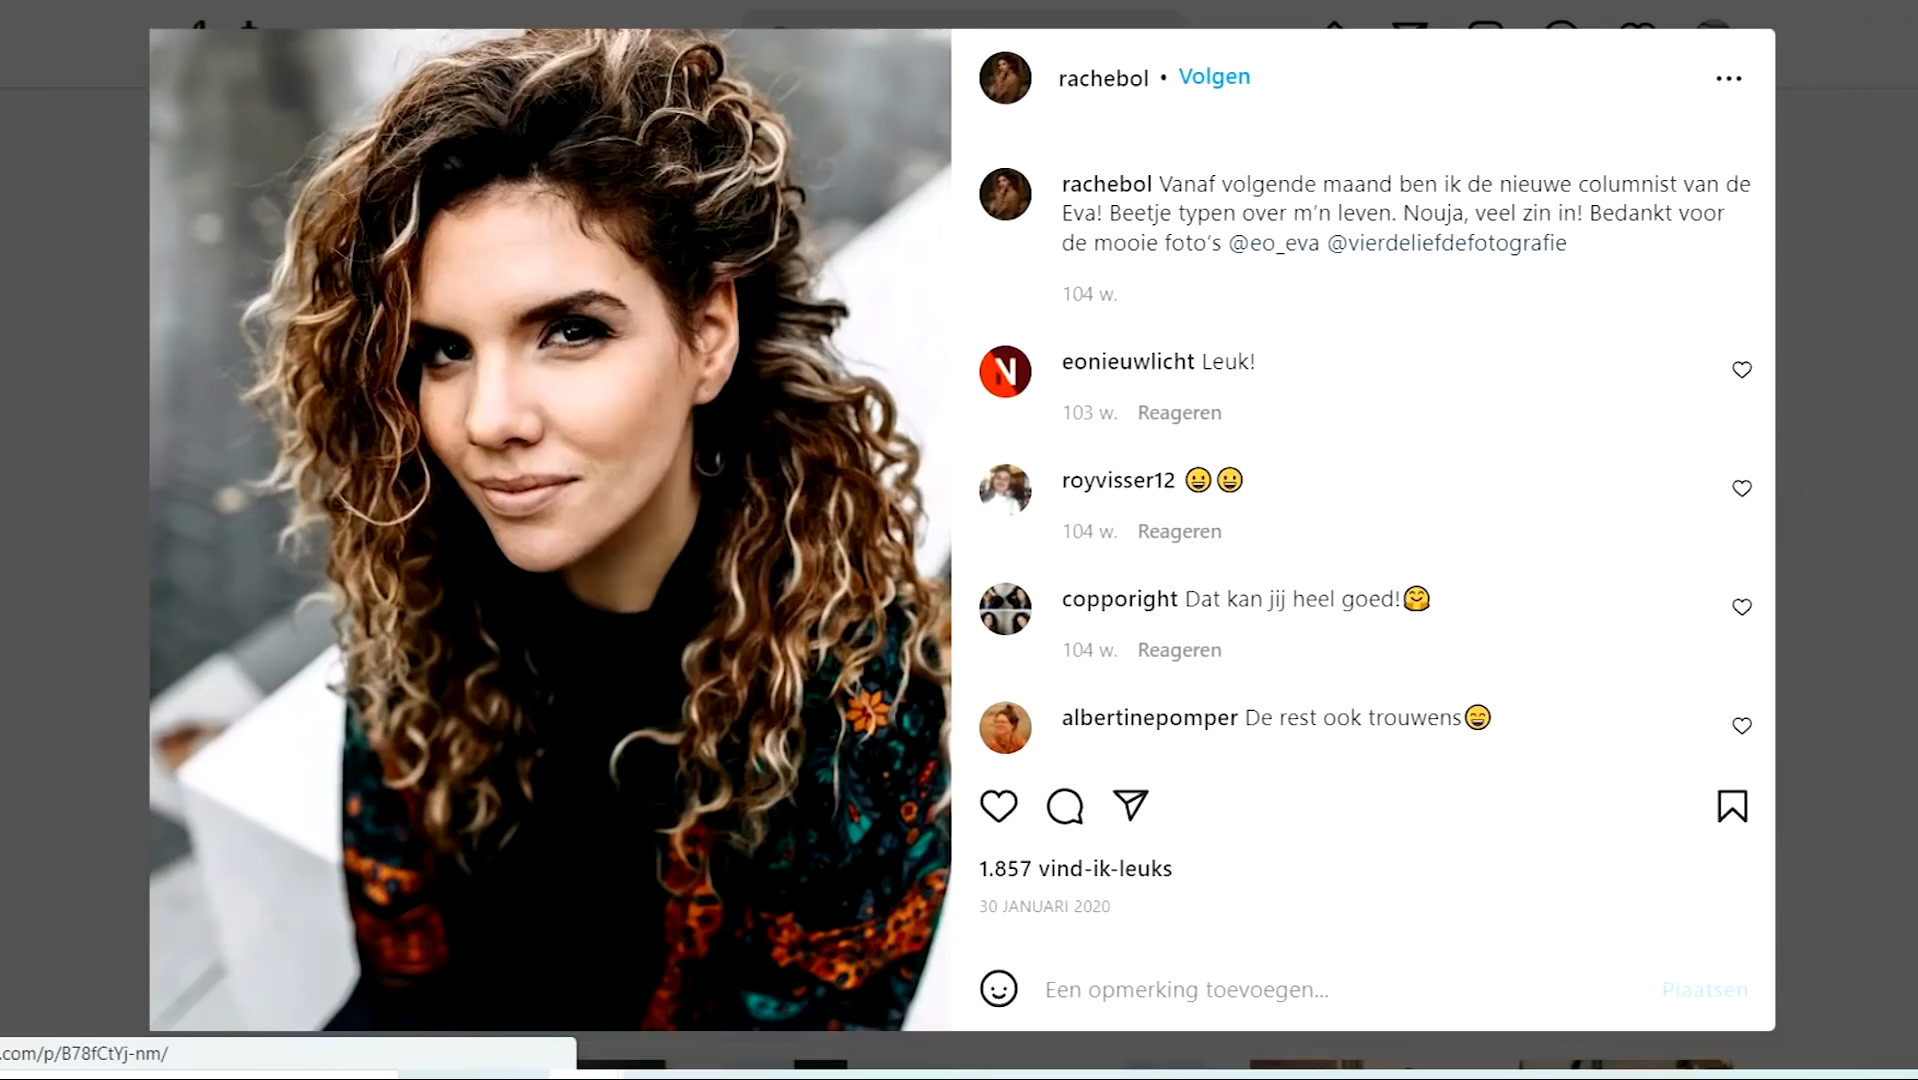 rachebol • Volgen
rachebol Vanaf volgende maand ben ik de nieuwe columnist van de
Eva! Beetje typen over m'n leven. Nouja, veel zin in! Bedankt voor
de mooie foto's @eo_eva @vierdeliefdefotografie
104 w.
eonieuwlicht Leuk!
103 w. Reageren
royvisser12 😀😀
104 w. Reageren
copporight Dat kan jij heel goed!🤗
104 w. Reageren
albertinepomper De rest ook trouwens😄
1.857 vind-ik-leuks
30 JANUARI 2020
Een opmerking toevoegen...
Plaatsen
.com/p/B78fCtYj-nm/